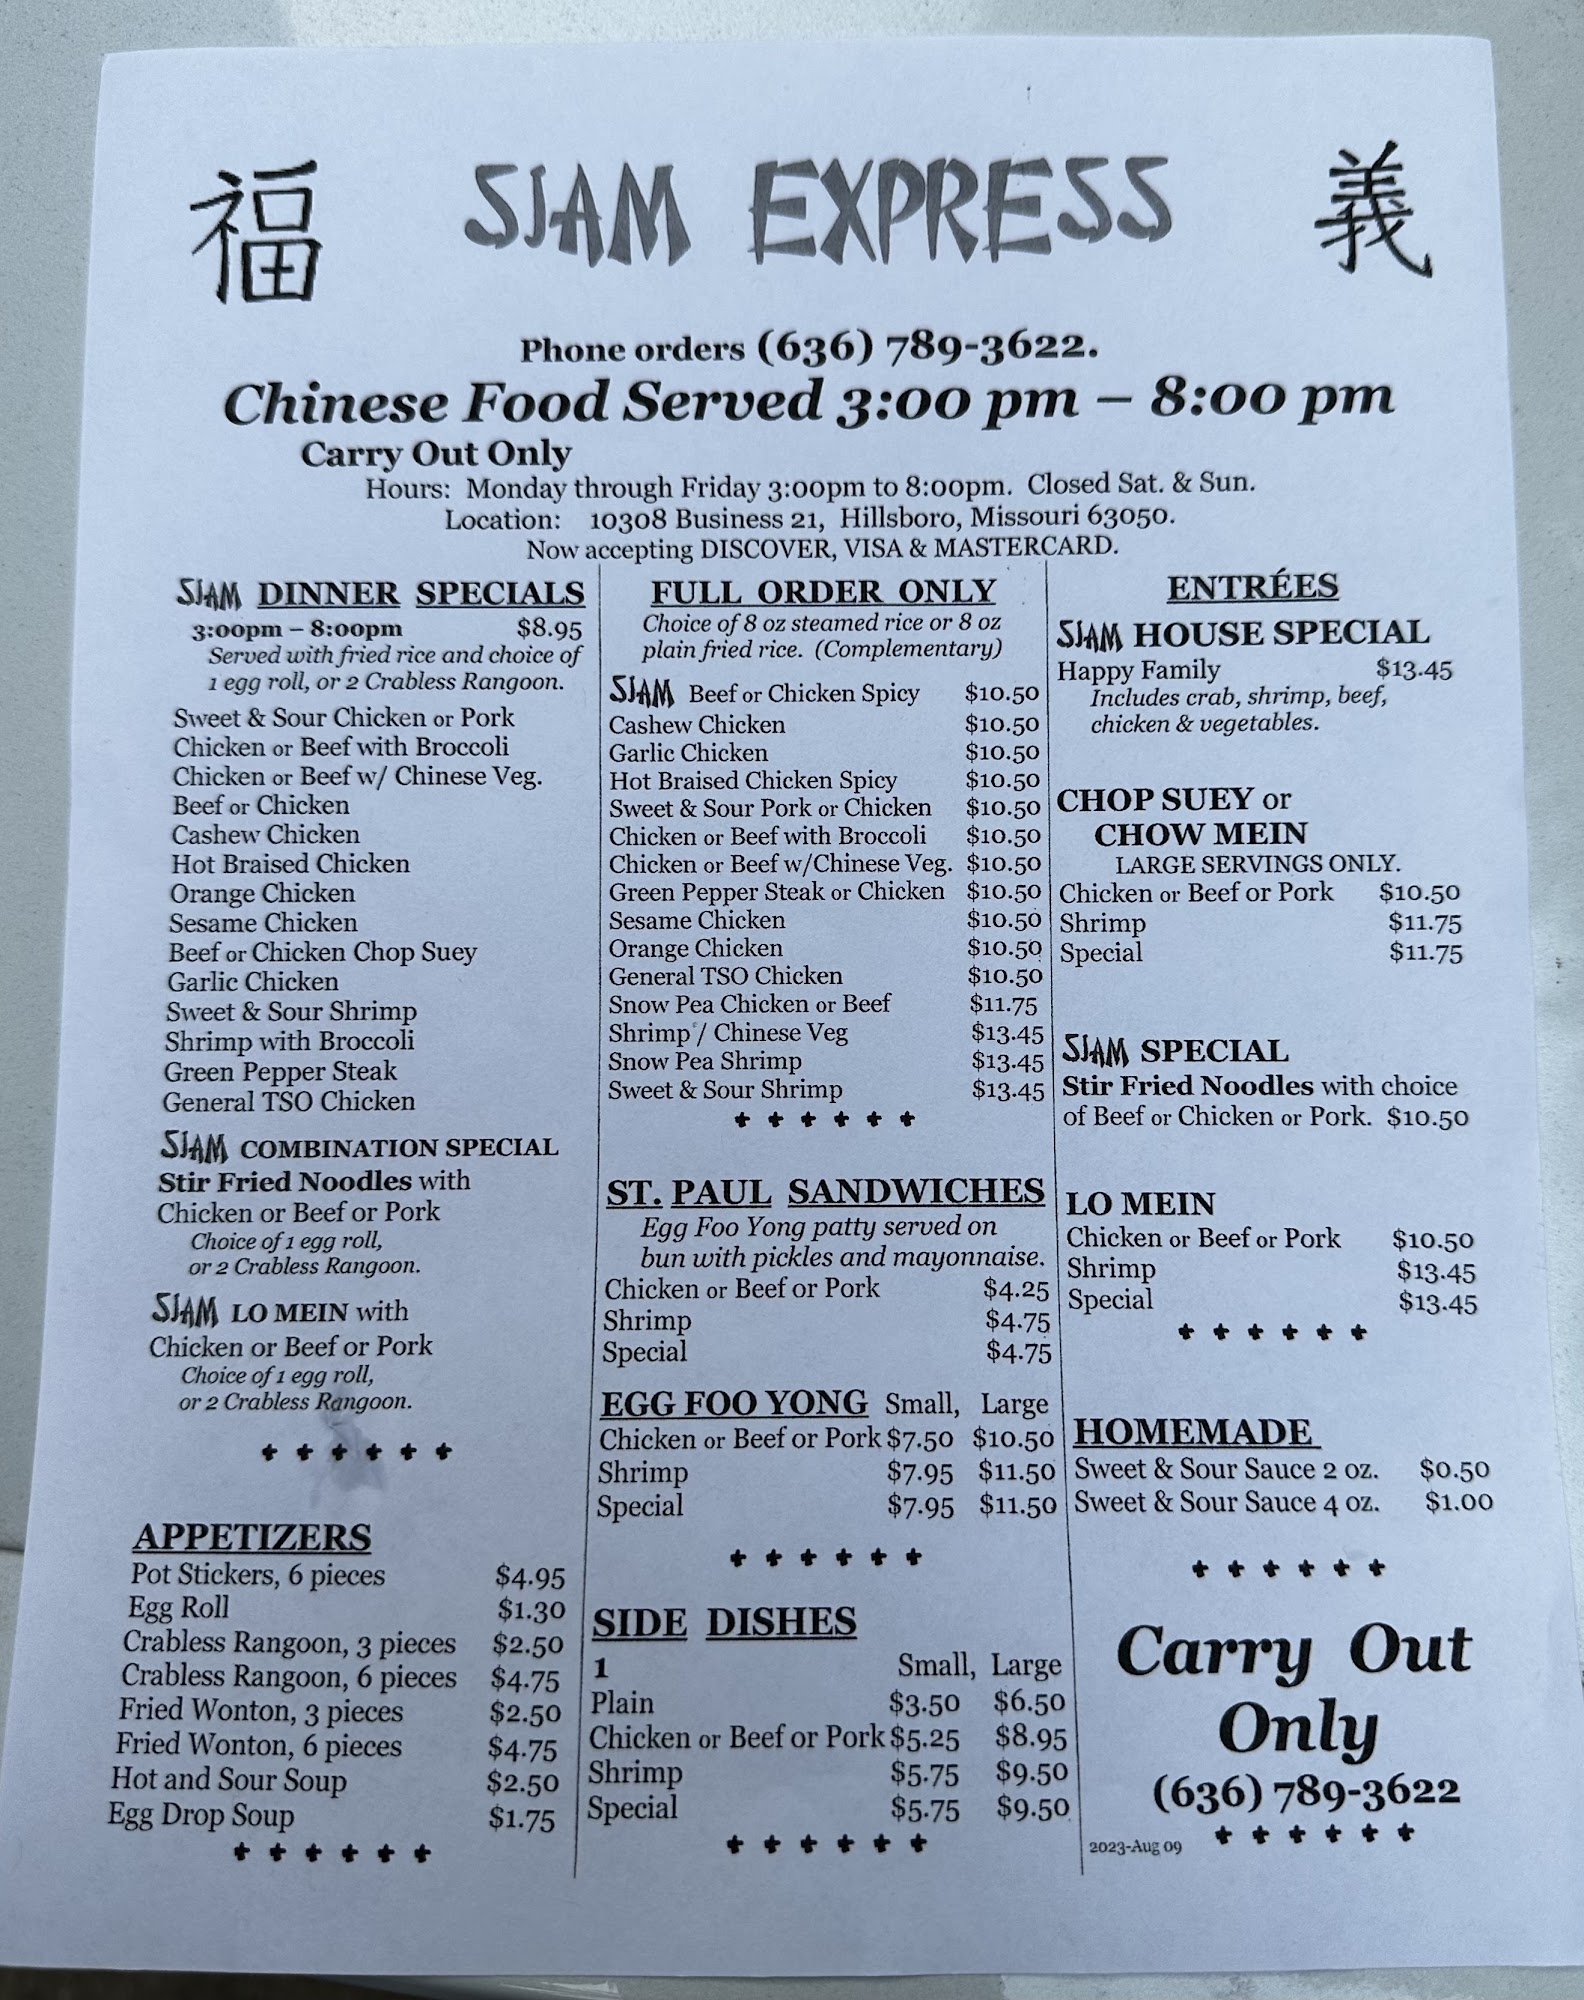 福 SIAM EXPRESS 義
Phone orders (636) 789-3622.
Chinese Food Served 3:00 pm – 8:00 pm
Carry Out Only
Hours: Monday through Friday 3:00pm to 8:00pm. Closed Sat. & Sun.
Location: 10308 Business 21, Hillsboro, Missouri 63050.
Now accepting DISCOVER, VISA & MASTERCARD.
SIAM DINNER SPECIALS
3:00pm – 8:00pm $8.95
Served with fried rice and choice of
1 egg roll, or 2 Crabless Rangoon.
Sweet & Sour Chicken or Pork
Chicken or Beef with Broccoli
Chicken or Beef w/ Chinese Veg.
Beef or Chicken
Cashew Chicken
Hot Braised Chicken
Orange Chicken
Sesame Chicken
Beef or Chicken Chop Suey
Garlic Chicken
Sweet & Sour Shrimp
Shrimp with Broccoli
Green Pepper Steak
General TSO Chicken
SIAM COMBINATION SPECIAL
Stir Fried Noodles with
Chicken or Beef or Pork
Choice of 1 egg roll,
or 2 Crabless Rangoon.
SIAM LO MEIN with
Chicken or Beef or Pork
Choice of 1 egg roll,
or 2 Crabless Rangoon.
APPETIZERS
Pot Stickers, 6 pieces $4.95
Egg Roll $1.30
Crabless Rangoon, 3 pieces $2.50
Crabless Rangoon, 6 pieces $4.75
Fried Wonton, 3 pieces $2.50
Fried Wonton, 6 pieces $4.75
Hot and Sour Soup $2.50
Egg Drop Soup $1.75
FULL ORDER ONLY
Choice of 8 oz steamed rice or 8 oz
plain fried rice. (Complementary)
SIAM Beef or Chicken Spicy $10.50
Cashew Chicken $10.50
Garlic Chicken $10.50
Hot Braised Chicken Spicy $10.50
Sweet & Sour Pork or Chicken $10.50
Chicken or Beef with Broccoli $10.50
Chicken or Beef w/Chinese Veg. $10.50
Green Pepper Steak or Chicken $10.50
Sesame Chicken $10.50
Orange Chicken $10.50
General TSO Chicken $10.50
Snow Pea Chicken or Beef $11.75
Shrimp / Chinese Veg $13.45
Snow Pea Shrimp $13.45
Sweet & Sour Shrimp $13.45
ST. PAUL SANDWICHES
Egg Foo Yong patty served on
bun with pickles and mayonnaise.
Chicken or Beef or Pork $4.25
Shrimp $4.75
Special $4.75
EGG FOO YONG Small, Large
Chicken or Beef or Pork $7.50 $10.50
Shrimp $7.95 $11.50
Special $7.95 $11.50
SIDE DISHES
1 Small, Large
Plain $3.50 $6.50
Chicken or Beef or Pork $5.25 $8.95
Shrimp $5.75 $9.50
Special $5.75 $9.50
ENTRÉES
SIAM HOUSE SPECIAL
Happy Family $13.45
Includes crab, shrimp, beef,
chicken & vegetables.
CHOP SUEY or
CHOW MEIN
LARGE SERVINGS ONLY.
Chicken or Beef or Pork $10.50
Shrimp $11.75
Special $11.75
SIAM SPECIAL
Stir Fried Noodles with choice
of Beef or Chicken or Pork. $10.50
LO MEIN
Chicken or Beef or Pork $10.50
Shrimp $13.45
Special $13.45
HOMEMADE
Sweet & Sour Sauce 2 oz. $0.50
Sweet & Sour Sauce 4 oz. $1.00
Carry Out
Only
(636) 789-3622
2023-Aug 09